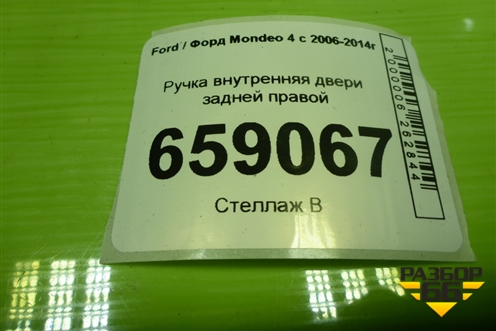 Ford / Форд Mondeo 4 с 2006-2014г
Ручка внутренняя двери
задней правой
659067
Стеллаж В
2000006262844
РАЗБОР
66